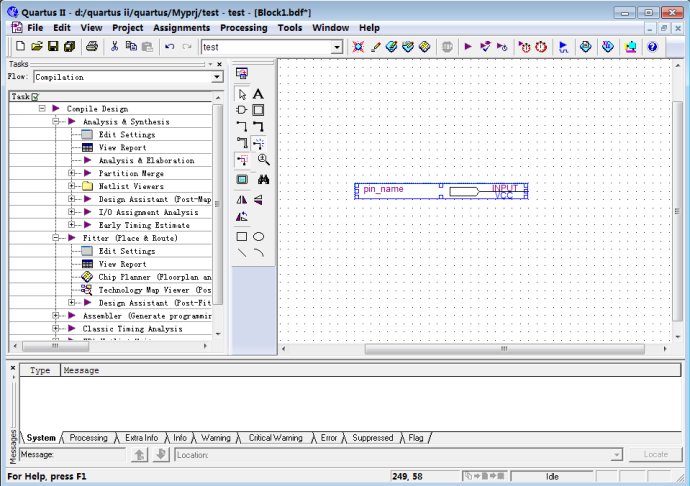 Quartus II - d:/quartus ii/quartus/Myprj/test - test - [Block1.bdf*]
File Edit View Project Assignments Processing Tools Window Help
test
Tasks
Flow: Compilation
Task
Compile Design
Analysis & Synthesis
Edit Settings
View Report
Analysis & Elaboration
Partition Merge
Netlist Viewers
Design Assistant (Post-Map
I/O Assignment Analysis
Early Timing Estimate
Fitter (Place & Route)
Edit Settings
View Report
Chip Planner (Floorplan an
Technology Map Viewer (Pos
Design Assistant (Post-Fit
Assembler (Generate programmin
Classic Timing Analysis
pin_name INPUT
VCC
Type Message
System Processing Extra Info Info Warning Critical Warning Error Suppressed Flag
Messages
Message: Location: Locate
For Help, press F1 249, 58 Idle